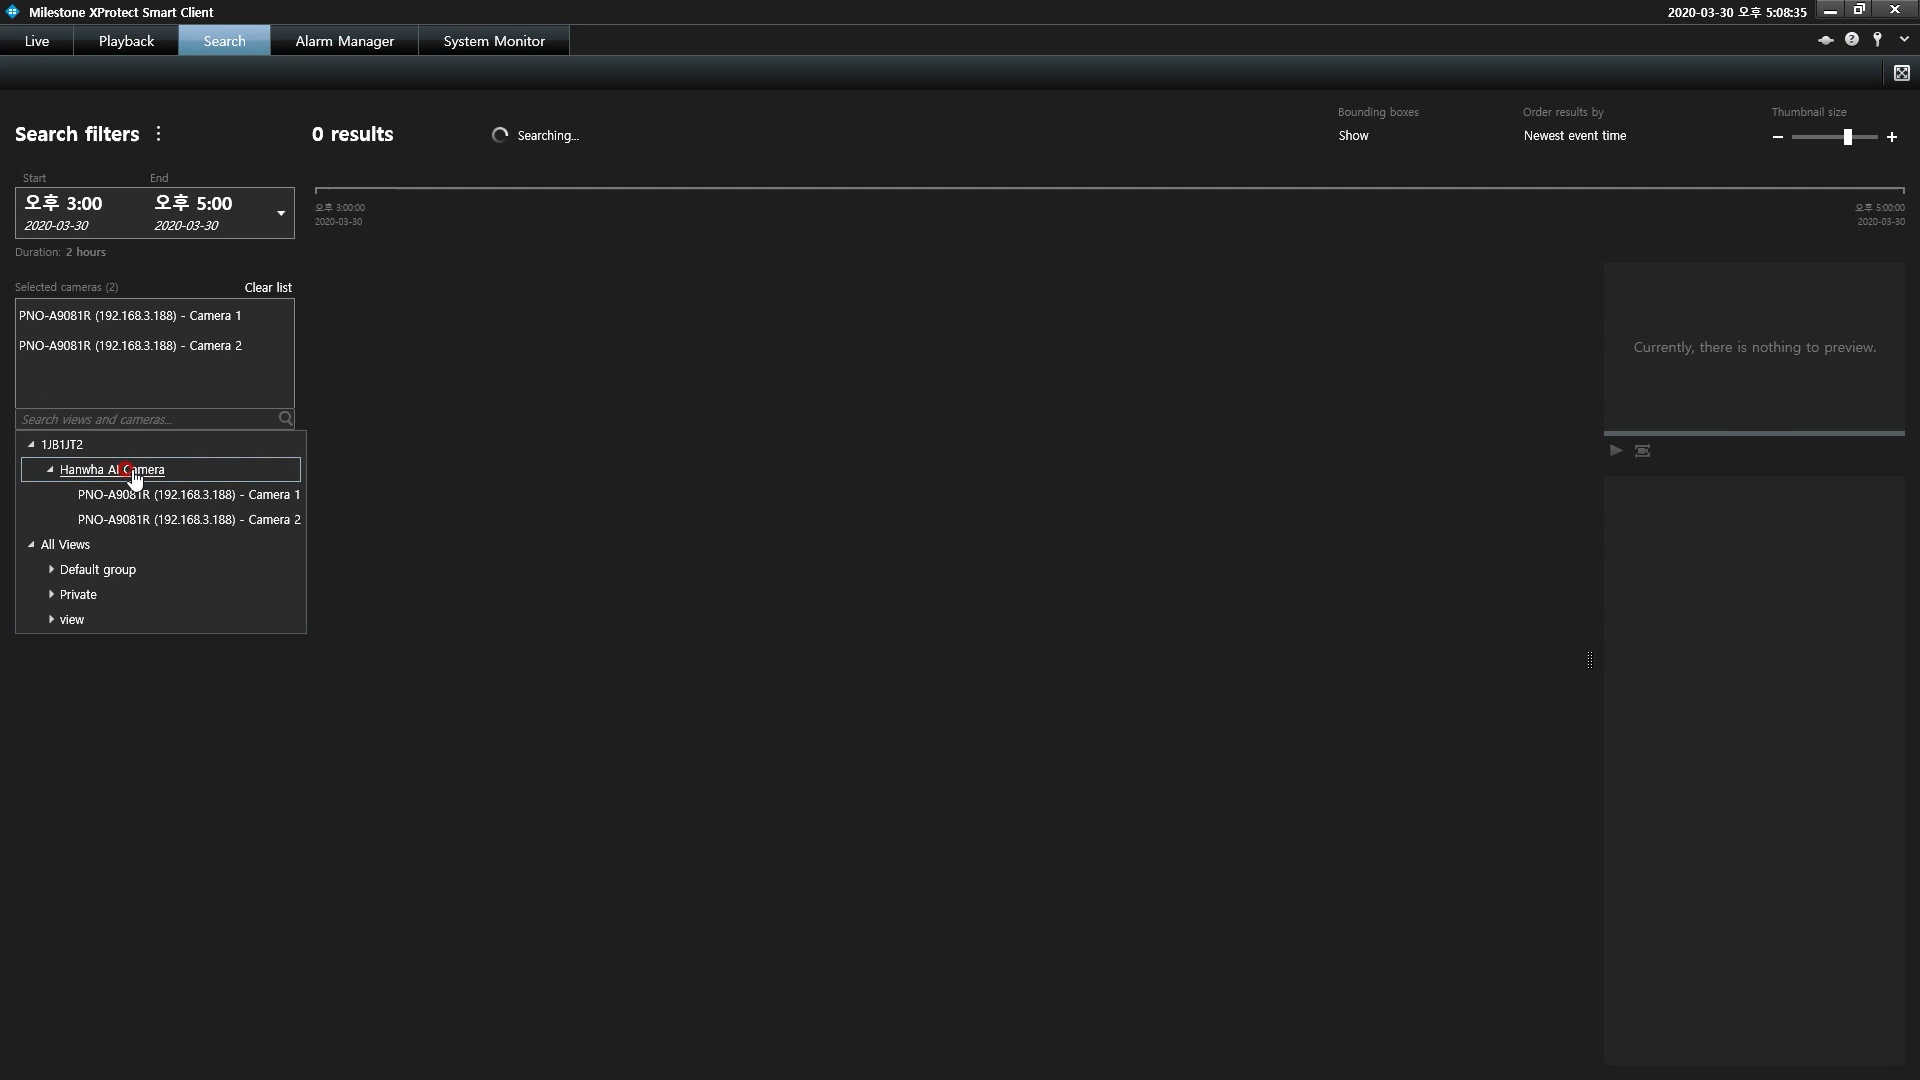 Milestone XProtect Smart Client
2020-03-30 오후 5:08:35
Live
Playback
Search
Alarm Manager
System Monitor
Search filters
0 results
Searching...
Bounding boxes
Show
Order results by
Newest event time
Thumbnail size
Start
End
오후 3:00
오후 5:00
2020-03-30
2020-03-30
Duration: 2 hours
오후 3:00:00
2020-03-30
오후 5:00:00
2020-03-30
Selected cameras (2)
Clear list
PNO-A9081R (192.168.3.188) - Camera 1
PNO-A9081R (192.168.3.188) - Camera 2
Search views and cameras...
1JB1JT2
Hanwha AI Camera
PNO-A9081R (192.168.3.188) - Camera 1
PNO-A9081R (192.168.3.188) - Camera 2
All Views
Default group
Private
view
Currently, there is nothing to preview.